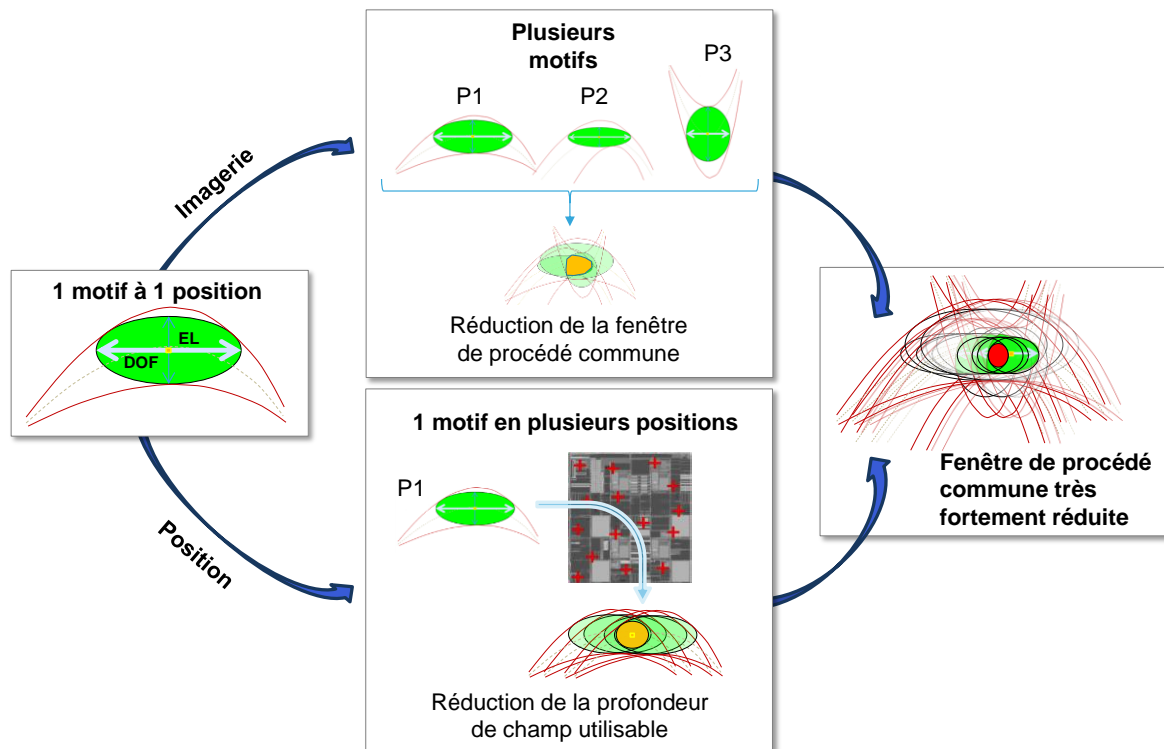 Plusieurs
motifs
P1
P2
P3
Imagerie
Réduction de la fenêtre
de procédé commune
1 motif à 1 position
EL
DOF
Position
1 motif en plusieurs positions
P1
Réduction de la profondeur
de champ utilisable
Fenêtre de procédé
commune très
fortement réduite